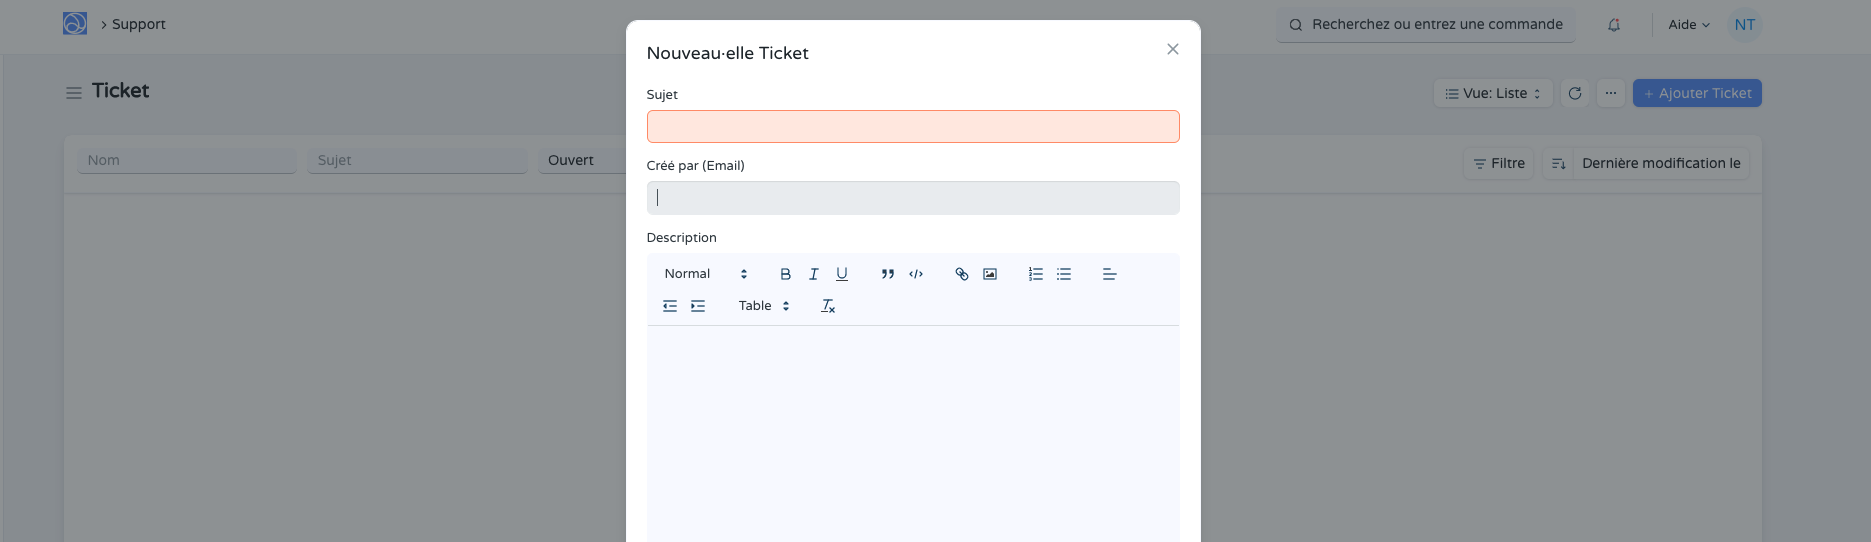 Support
Recherchez ou entrez une commande
Aide
NT
Nouveau·elle Ticket
Ticket
Vue: Liste
Ajouter Ticket
Sujet
Nom
Sujet
Ouvert
Filtre
Dernière modification le
Créé par (Email)
Description
Normal
Table